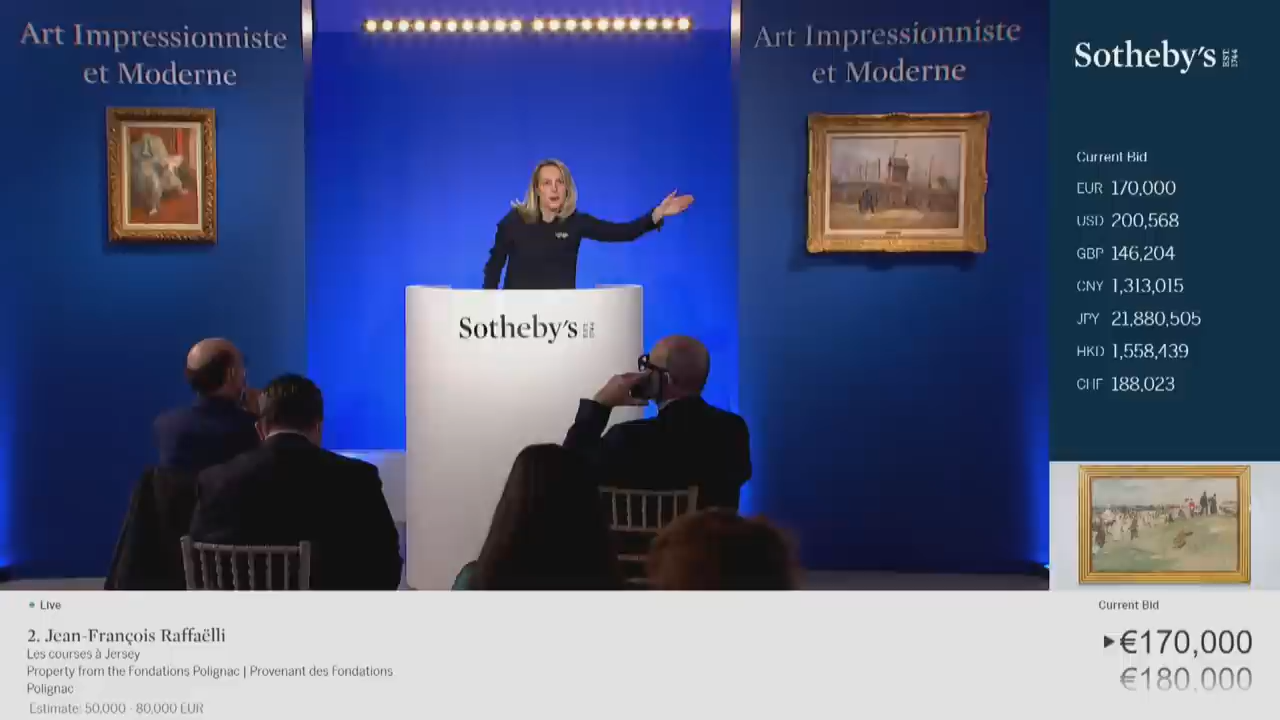 Art Impressionniste
et Moderne
Art Impressionniste
et Moderne
Sotheby's EST. 1744
Current Bid
EUR 170,000
USD 200,568
GBP 146,204
CNY 1,313,015
JPY 21,880,505
HKD 1,558,439
CHF 188,023
Sotheby's
Live
2. Jean-François Raffaëlli
Les courses à Jersey
Property from the Fondations Polignac | Provenant des Fondations
Polignac
Estimate: 50,000 - 80,000 EUR
Current Bid
€170,000
€180,000